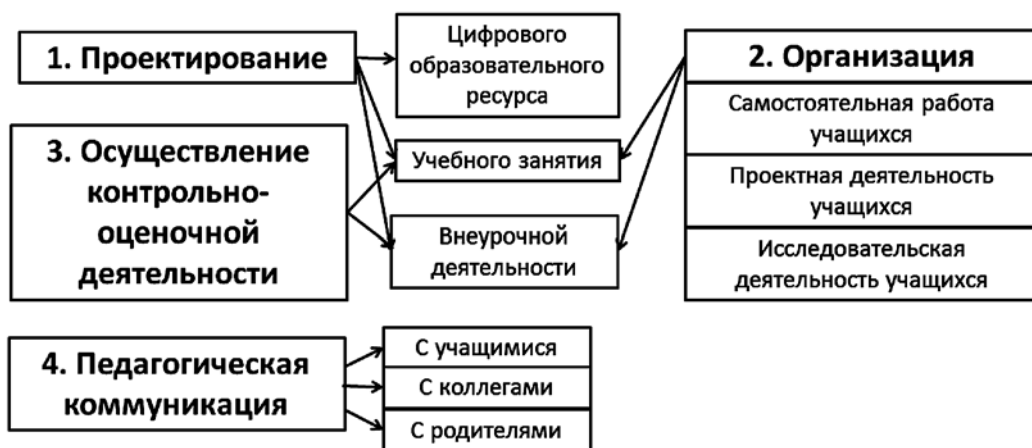 1. Проектирование
Цифрового
образовательного
ресурса
2. Организация
Самостоятельная работа
учащихся
Проектная деятельность
учащихся
Исследовательская
деятельность учащихся
3. Осуществление
контрольно-
оценочной
деятельности
Учебного занятия
Внеурочной
деятельности
4. Педагогическая
коммуникация
С учащимися
С коллегами
С родителями